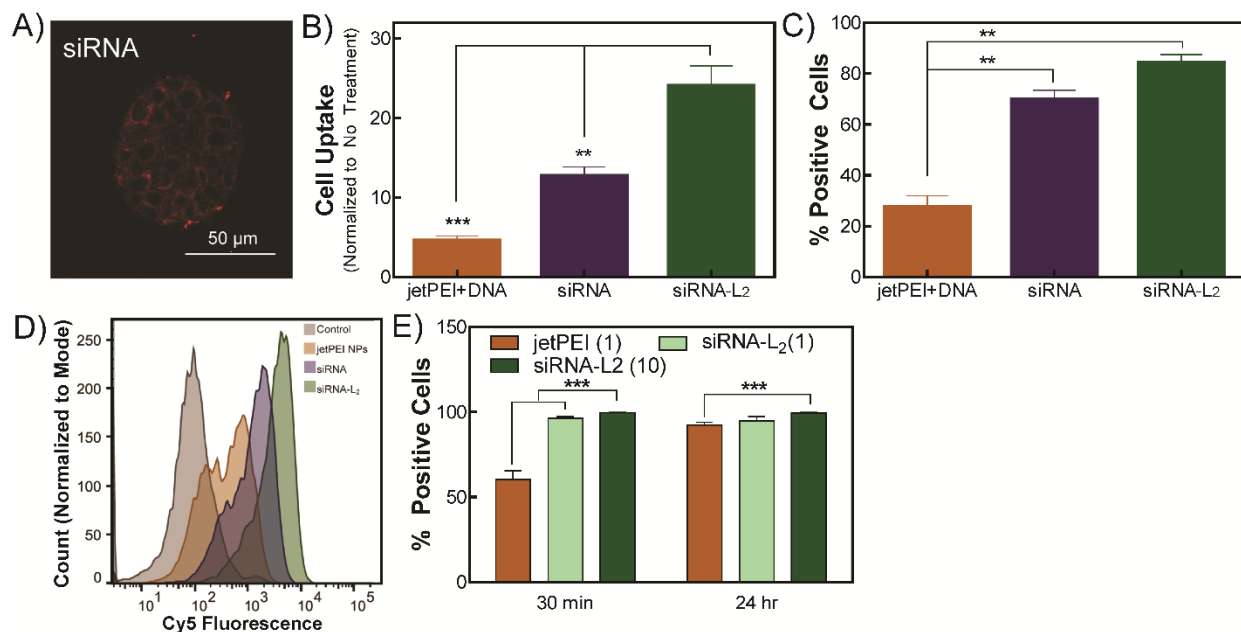 A)
siRNA
50 µm
B)
Cell Uptake
(Normalized to No Treatment)
30
20
10
0
***
**
jetPEI+DNA siRNA siRNA-L₂
C)
% Positive Cells
100
80
60
40
20
0
**
**
jetPEI+DNA siRNA siRNA-L₂
D)
Count (Normalized to Mode)
250
200
150
100
50
0
Control
jetPEI NPs
siRNA
siRNA-L₂
10¹ 10² 10³ 10⁴ 10⁵
Cy5 Fluorescence
E)
% Positive Cells
150
100
50
0
jetPEI (1) siRNA-L₂(1)
siRNA-L2 (10)
*** ***
30 min 24 hr